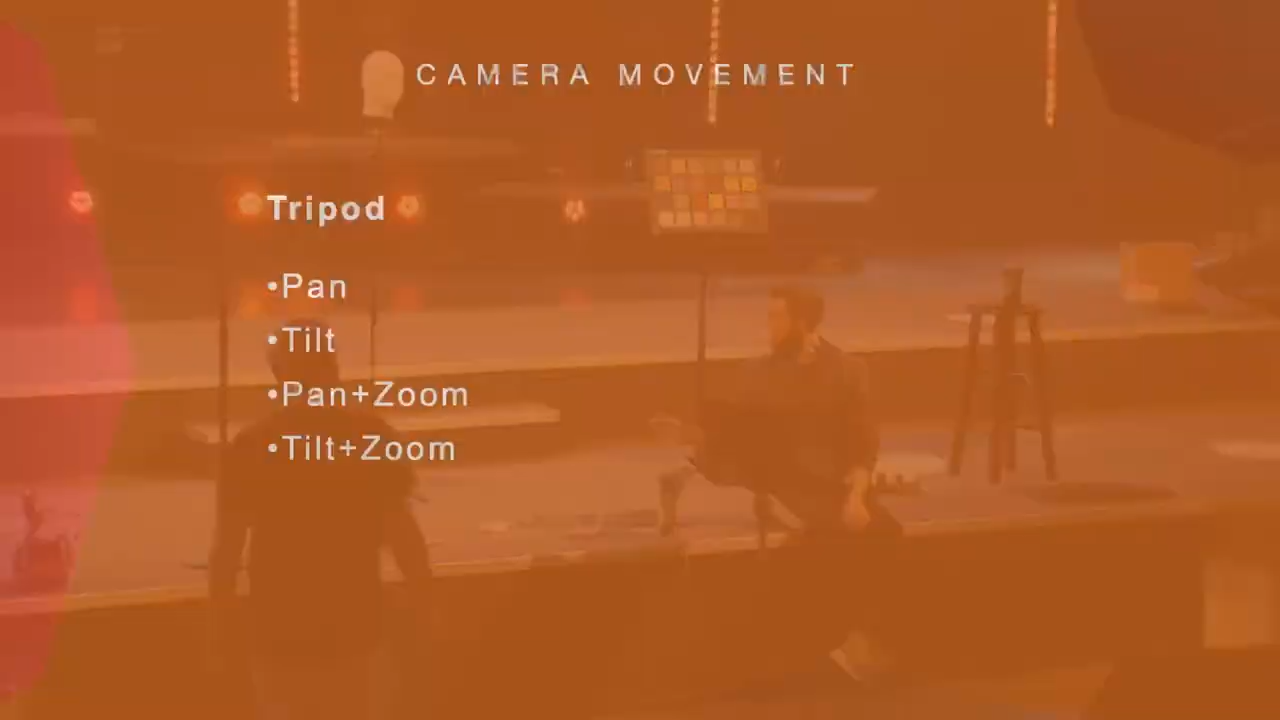 CAMERA MOVEMENT
Tripod
•Pan
•Tilt
•Pan+Zoom
•Tilt+Zoom